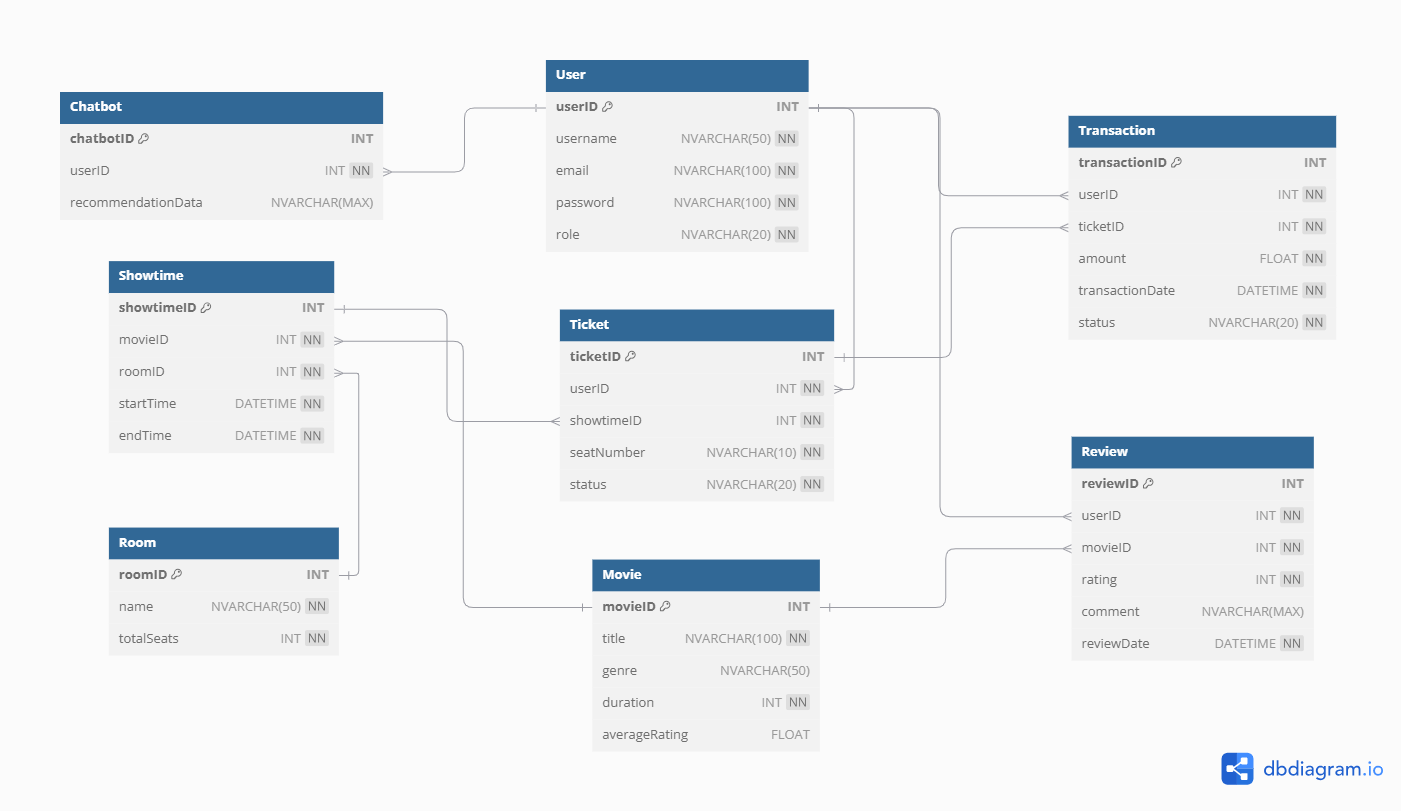 Chatbot
chatbotID INT
userID INT NN
recommendationData NVARCHAR(MAX)
User
userID INT
username NVARCHAR(50) NN
email NVARCHAR(100) NN
password NVARCHAR(100) NN
role NVARCHAR(20) NN
Transaction
transactionID INT
userID INT NN
ticketID INT NN
amount FLOAT NN
transactionDate DATETIME NN
status NVARCHAR(20) NN
Showtime
showtimeID INT
movieID INT NN
roomID INT NN
startTime DATETIME NN
endTime DATETIME NN
Ticket
ticketID INT
userID INT NN
showtimeID INT NN
seatNumber NVARCHAR(10) NN
status NVARCHAR(20) NN
Review
reviewID INT
userID INT NN
movieID INT NN
rating INT NN
comment NVARCHAR(MAX)
reviewDate DATETIME NN
Room
roomID INT
name NVARCHAR(50) NN
totalSeats INT NN
Movie
movieID INT
title NVARCHAR(100) NN
genre NVARCHAR(50)
duration INT NN
averageRating FLOAT
dbdiagram.io